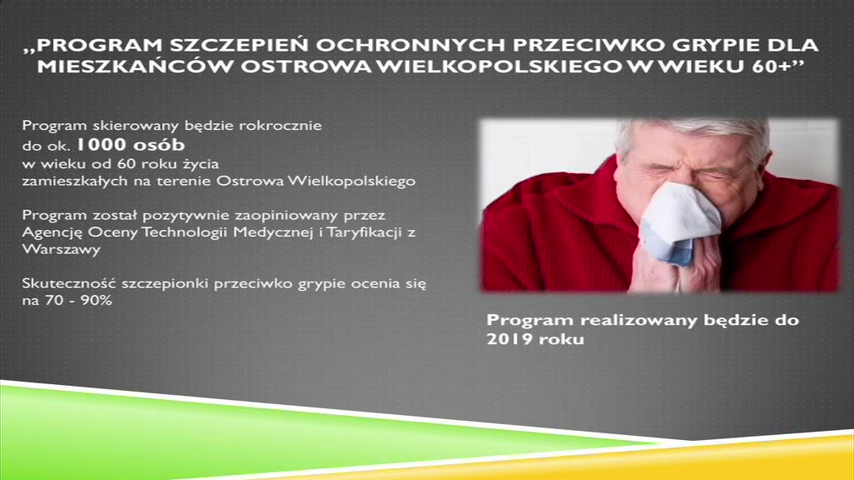 ,,PROGRAM SZCZEPIEŃ OCHRONNYCH PRZECIWKO GRYPIE DLA
MIESZKAŃCÓW OSTROWA WIELKOPOLSKIEGO W WIEKU 60+”
Program skierowany będzie rokrocznie
do ok. 1000 osób
w wieku od 60 roku życia
zamieszkałych na terenie Ostrowa Wielkopolskiego
Program został pozytywnie zaopiniowany przez
Agencję Oceny Technologii Medycznej i Taryfikacji z
Warszawy
Skuteczność szczepionki przeciwko grypie ocenia się
na 70 - 90%
Program realizowany będzie do
2019 roku